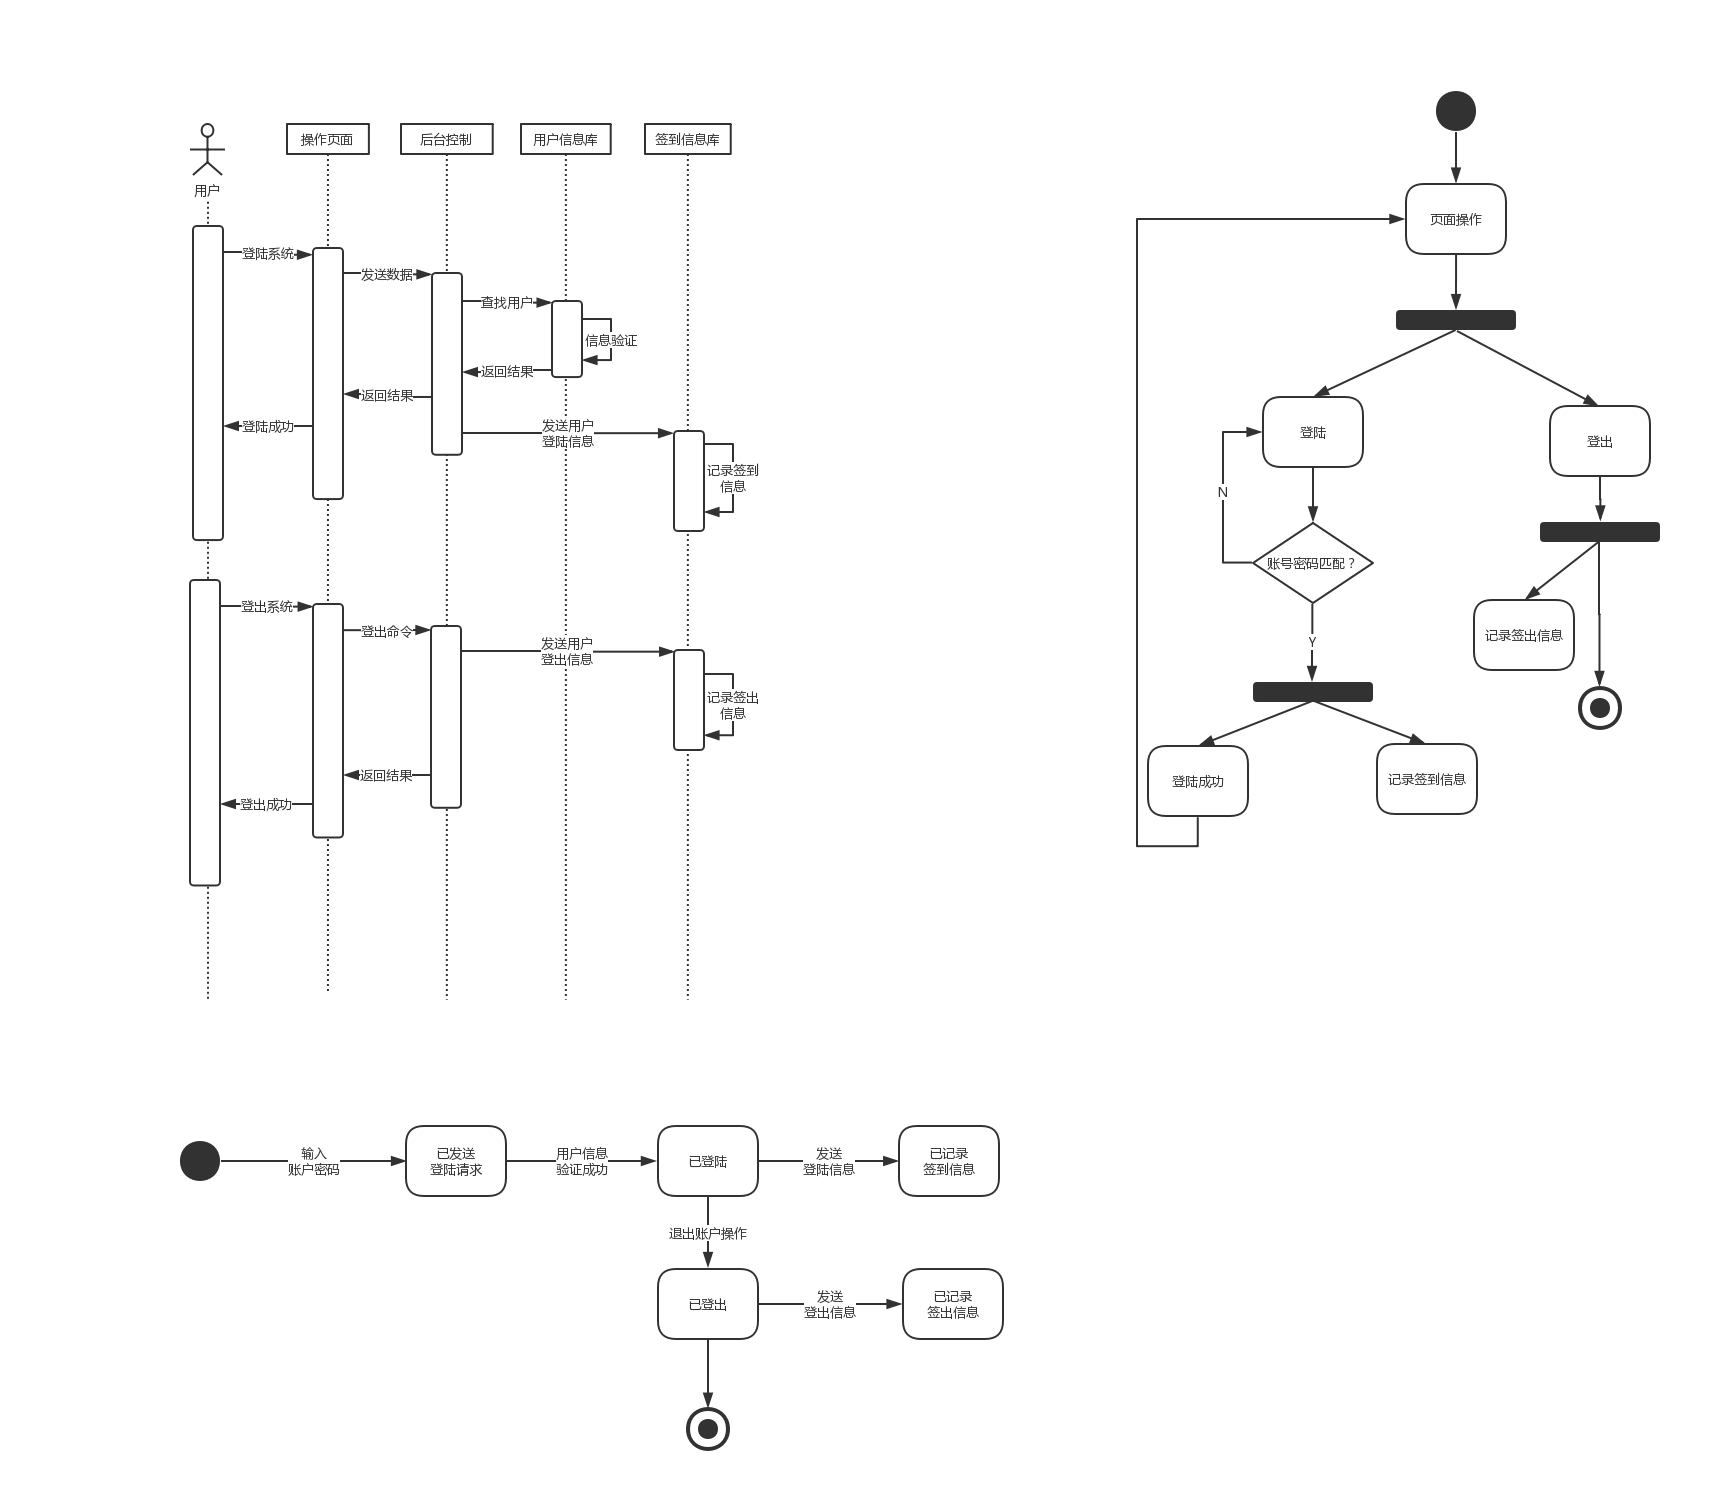 操作页面
后台控制
用户信息库
签到信息库
用户
登陆系统
发送数据
查找用户
信息验证
返回结果
返回结果
登陆成功
发送用户
登陆信息
记录签到
信息
登出系统
登出命令
发送用户
登出信息
记录签出
信息
返回结果
登出成功
页面操作
登陆
登出
N
账号密码匹配？
Y
记录签出信息
登陆成功
记录签到信息
输入
账户密码
已发送
登陆请求
用户信息
验证成功
已登陆
发送
登陆信息
已记录
签到信息
退出账户操作
已登出
发送
登出信息
已记录
签出信息